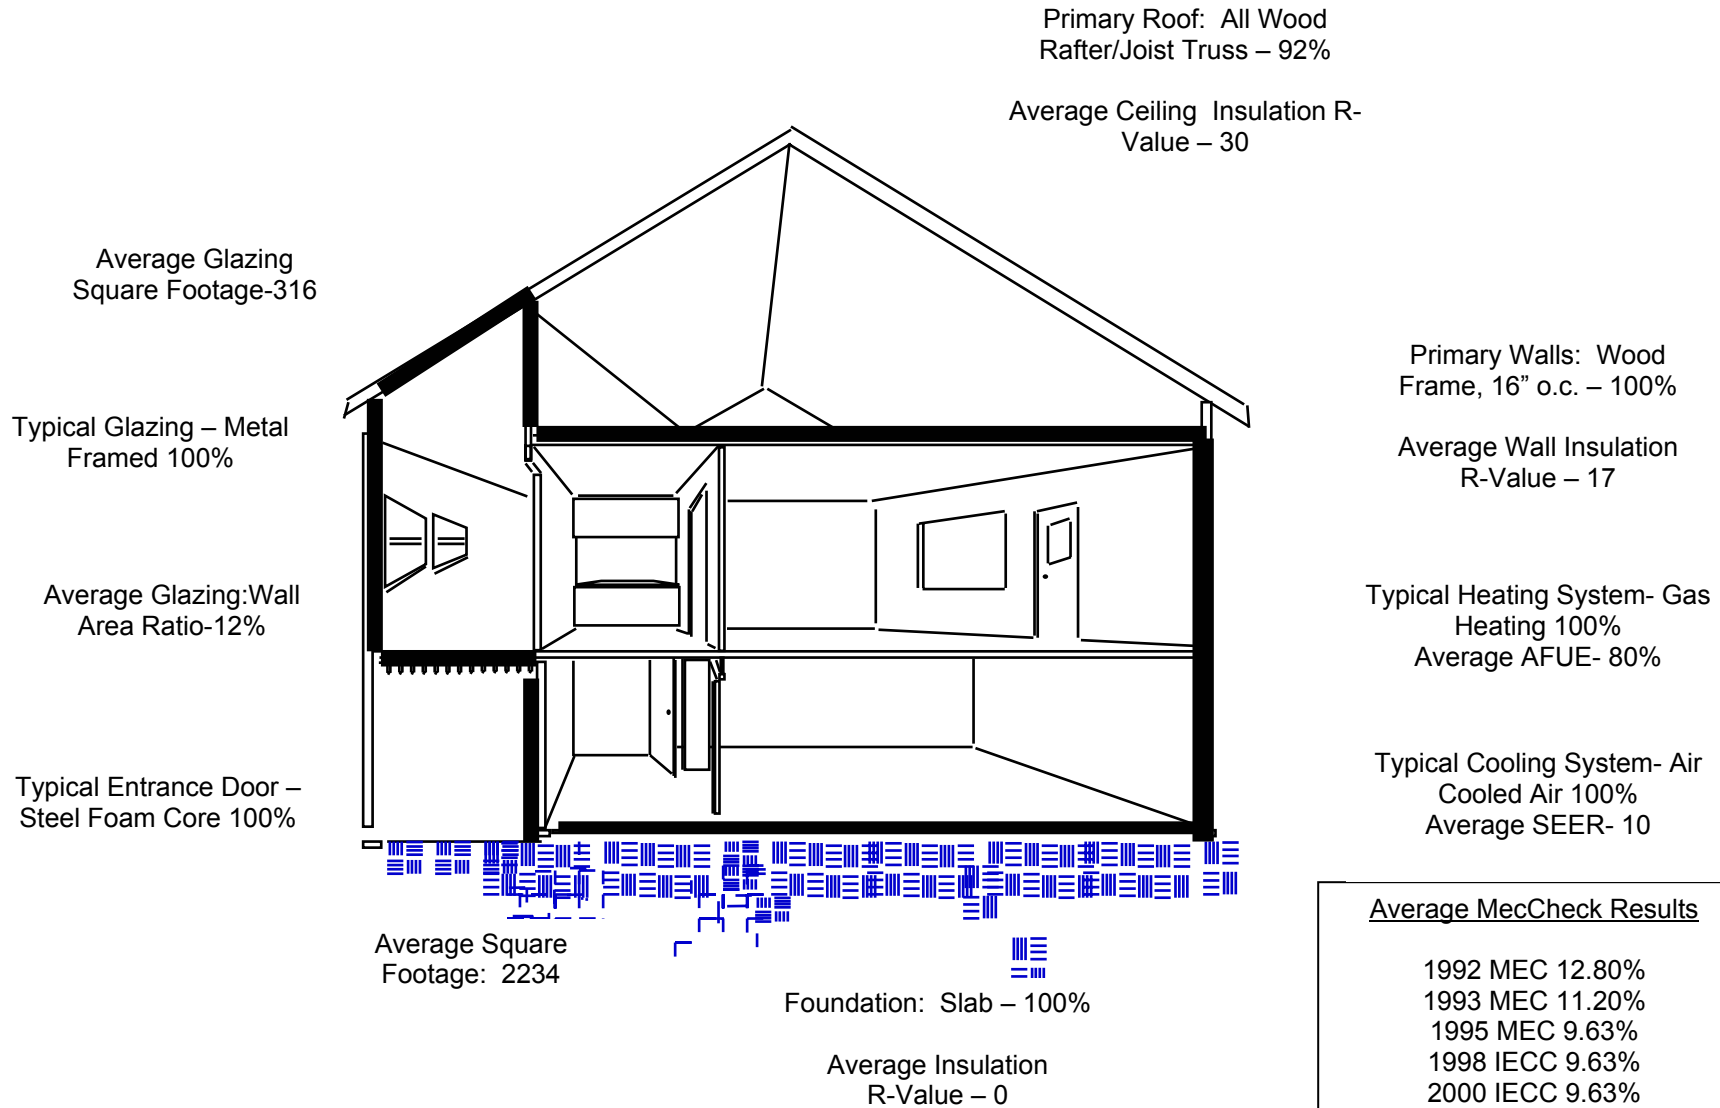 Primary Roof:  All Wood
Rafter/Joist Truss – 92%
Average Ceiling  Insulation R-
Value – 30
Average Glazing
Square Footage-316
Typical Glazing – Metal
Framed 100%
Average Glazing:Wall
Area Ratio-12%
Typical Entrance Door –
Steel Foam Core 100%
Primary Walls:  Wood
Frame, 16” o.c. – 100%
Average Wall Insulation
R-Value – 17
Typical Heating System- Gas
Heating 100%
Average AFUE- 80%
Typical Cooling System- Air
Cooled Air 100%
Average SEER- 10
Average Square
Footage:  2234
Foundation:  Slab – 100%
Average Insulation
R-Value – 0
Average MecCheck Results
1992 MEC 12.80%
1993 MEC 11.20%
1995 MEC 9.63%
1998 IECC 9.63%
2000 IECC 9.63%